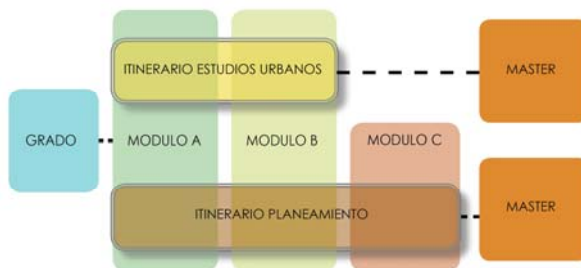 ITINERARIO ESTUDIOS URBANOS
MASTER
GRADO
MODULO A
MODULO B
MODULO C
ITINERARIO PLANEAMIENTO
MASTER